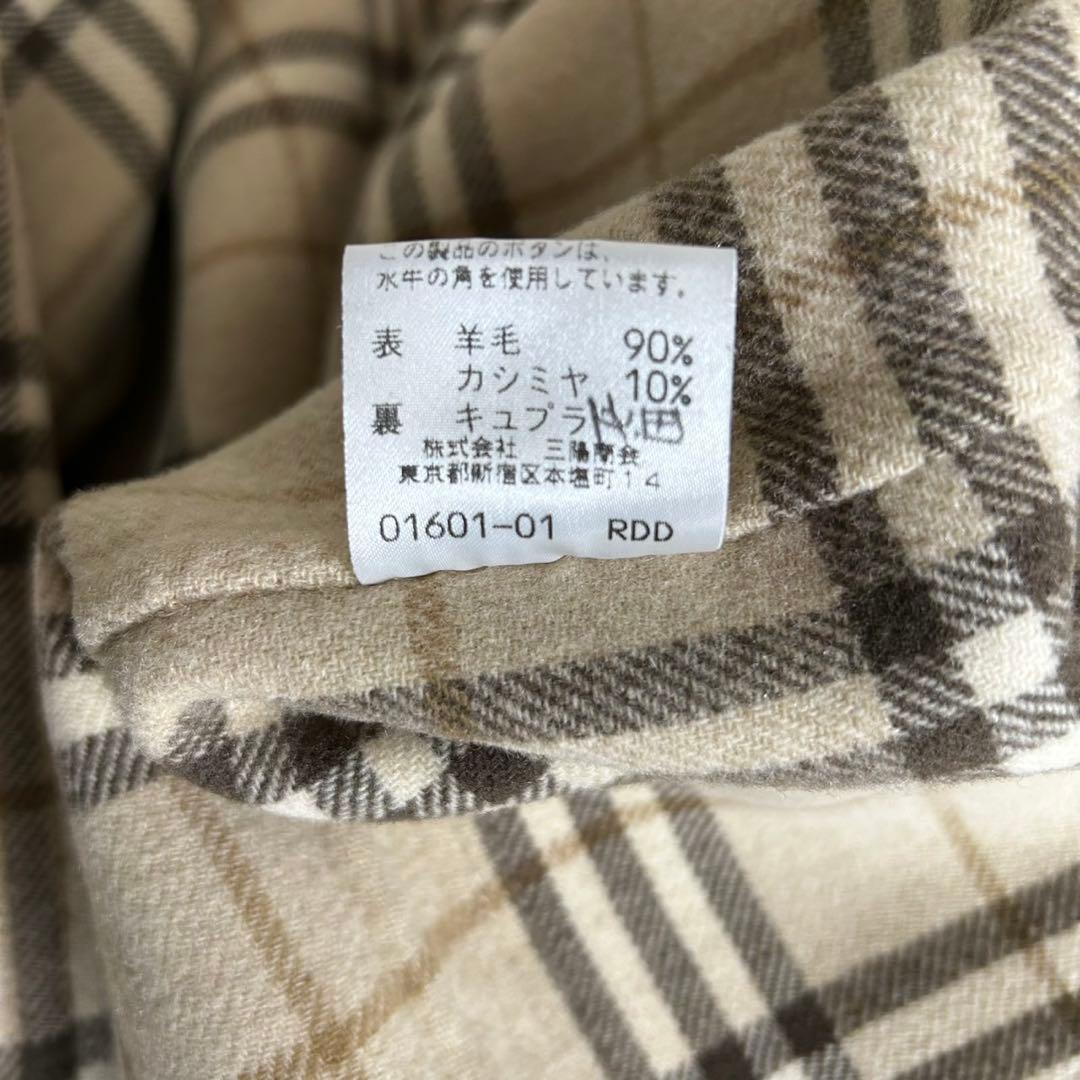 この製品のボタンは、
水牛の角を使用しています。
表 羊毛 90%
カシミヤ 10%
裏 キュプラ
株式会社 三陽商会
東京都新宿区本塩町14
01601-01 RDD